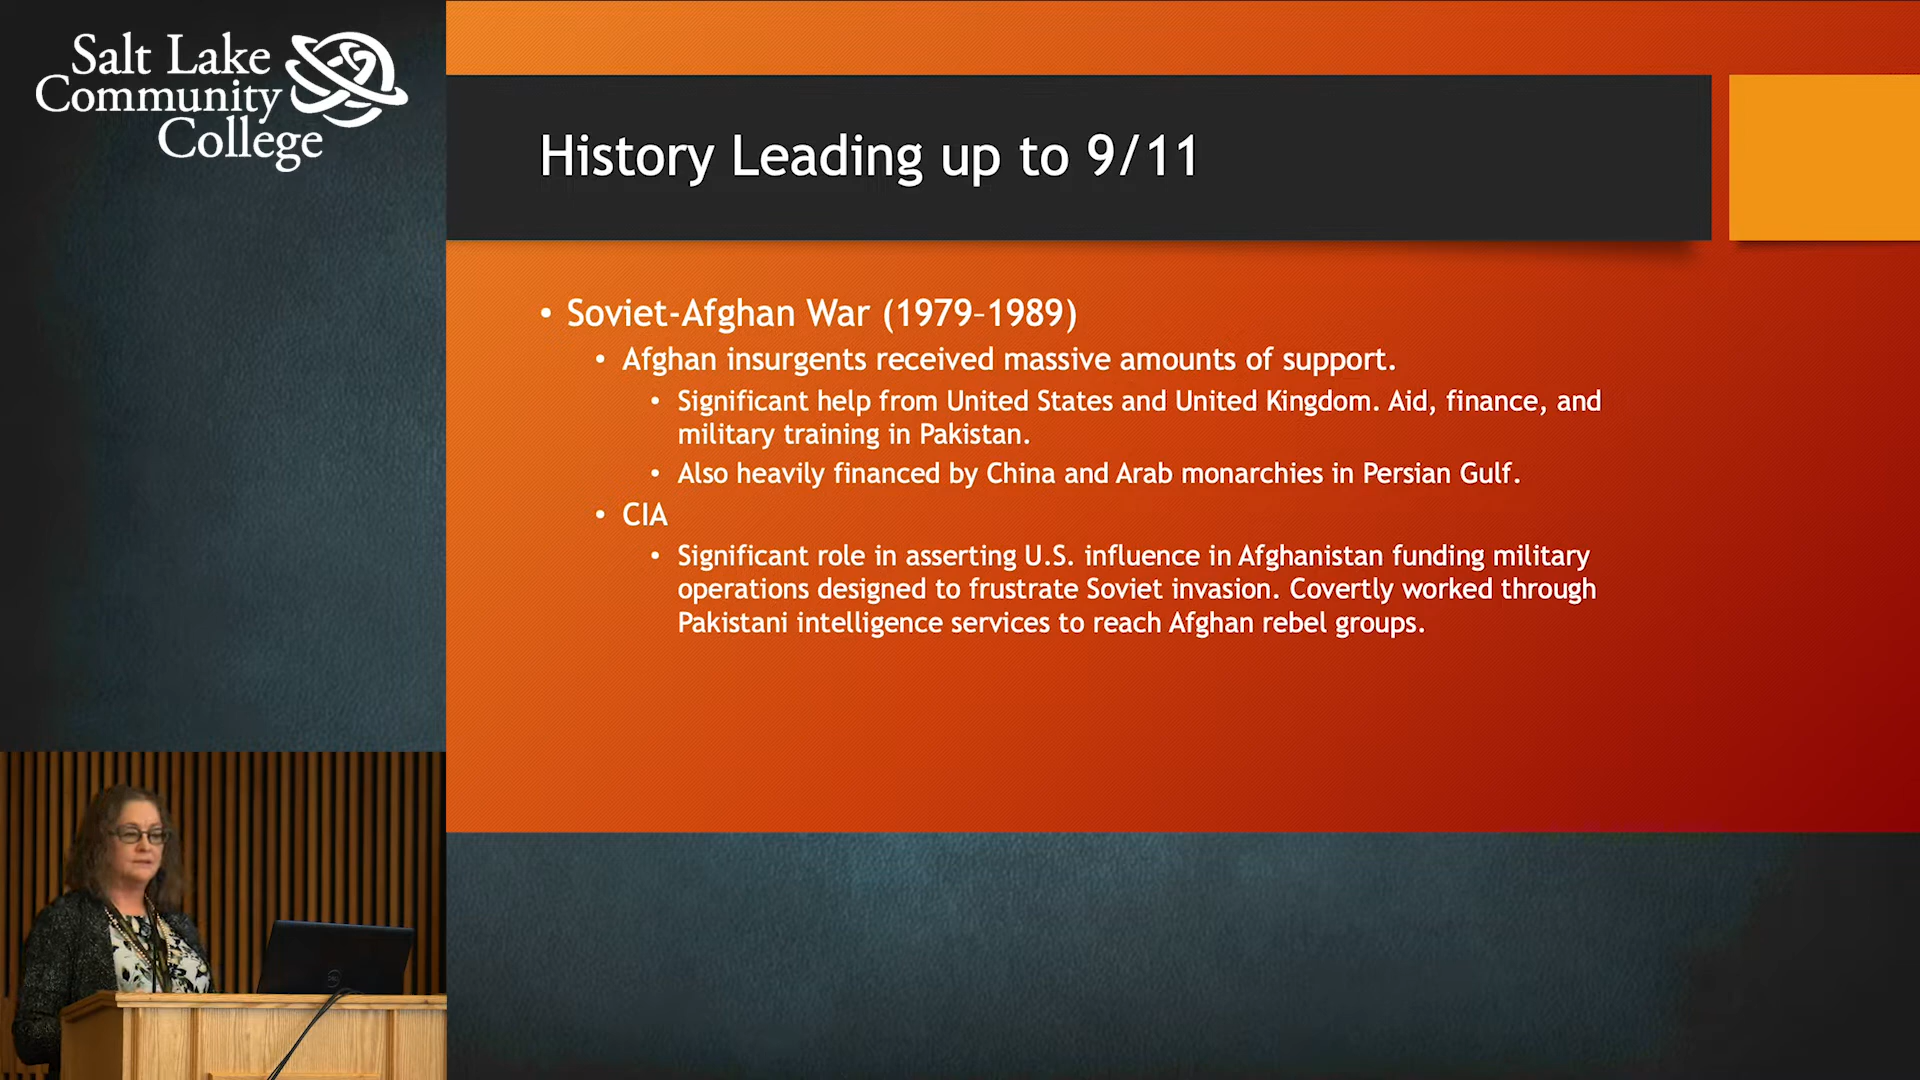 Salt Lake
Community
College
History Leading up to 9/11
• Soviet-Afghan War (1979–1989)
• Afghan insurgents received massive amounts of support.
• Significant help from United States and United Kingdom. Aid, finance, and
military training in Pakistan.
• Also heavily financed by China and Arab monarchies in Persian Gulf.
• CIA
• Significant role in asserting U.S. influence in Afghanistan funding military
operations designed to frustrate Soviet invasion. Covertly worked through
Pakistani intelligence services to reach Afghan rebel groups.